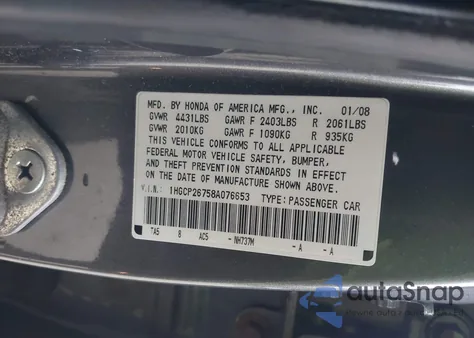 MFD. BY HONDA OF AMERICA MFG., INC. 01/08
GVWR 4431LBS GAWR F 2403LBS R 2061LBS
GVWR 2010KG GAWR F 1090KG R 935KG
THIS VEHICLE CONFORMS TO ALL APPLICABLE
FEDERAL MOTOR VEHICLE SAFETY, BUMPER,
AND THEFT PREVENTION STANDARDS IN EFFECT
ON THE DATE OF MANUFACTURE SHOWN ABOVE.
V.I.N.: 1HGCP26758A076653 TYPE: PASSENGER CAR
TA5 B AC5 -NH737M -A -A
autoSnap